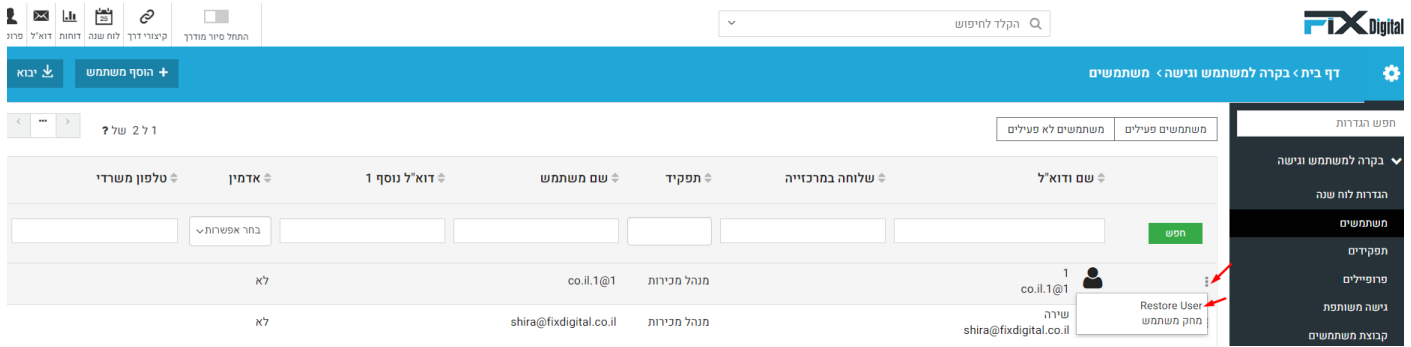 FIX Digital
הקלד לחיפוש
התחל סיור מודרך
קיצורי דרך
לוח שנה
25
דוחות
דוא"ל
דף בית > בקרה למשתמש וגישה > משתמשים
+ הוסף משתמש
יבוא
חפש הגדרות
בקרה למשתמש וגישה
הגדרות לוח שנה
משתמשים
תפקידים
פרופיילים
גישה משותפת
קבוצת משתמשים
משתמשים פעילים
משתמשים לא פעילים
1 ל 2 של ?
שם ודוא"ל
שלוחה במרכזייה
תפקיד
שם משתמש
דוא"ל נוסף 1
אדמין
טלפון משרדי
חפש
בחר אפשרות
1
co.il.1@1
מנהל מכירות
co.il.1@1
לא
Restore User
מחק משתמש
שירה
shira@fixdigital.co.il
מנהל מכירות
shira@fixdigital.co.il
לא